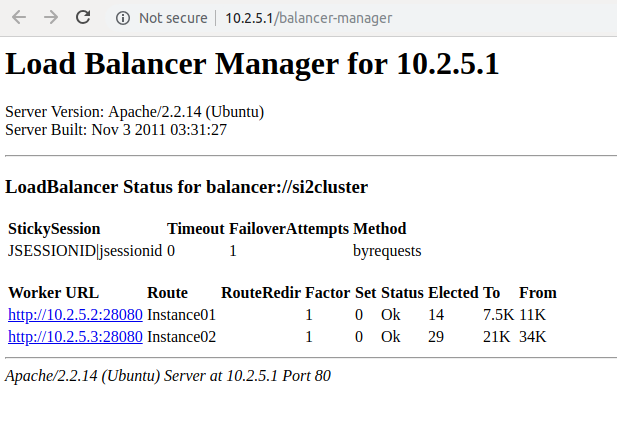 Not secure | 10.2.5.1/balancer-manager
Load Balancer Manager for 10.2.5.1
Server Version: Apache/2.2.14 (Ubuntu)
Server Built: Nov 3 2011 03:31:27
LoadBalancer Status for balancer://si2cluster
StickySession Timeout FailoverAttempts Method
JSESSIONID|jsessionid 0 1 byrequests
Worker URL Route RouteRedir Factor Set Status Elected To From
http://10.2.5.2:28080 Instance01 1 0 Ok 14 7.5K 11K
http://10.2.5.3:28080 Instance02 1 0 Ok 29 21K 34K
Apache/2.2.14 (Ubuntu) Server at 10.2.5.1 Port 80